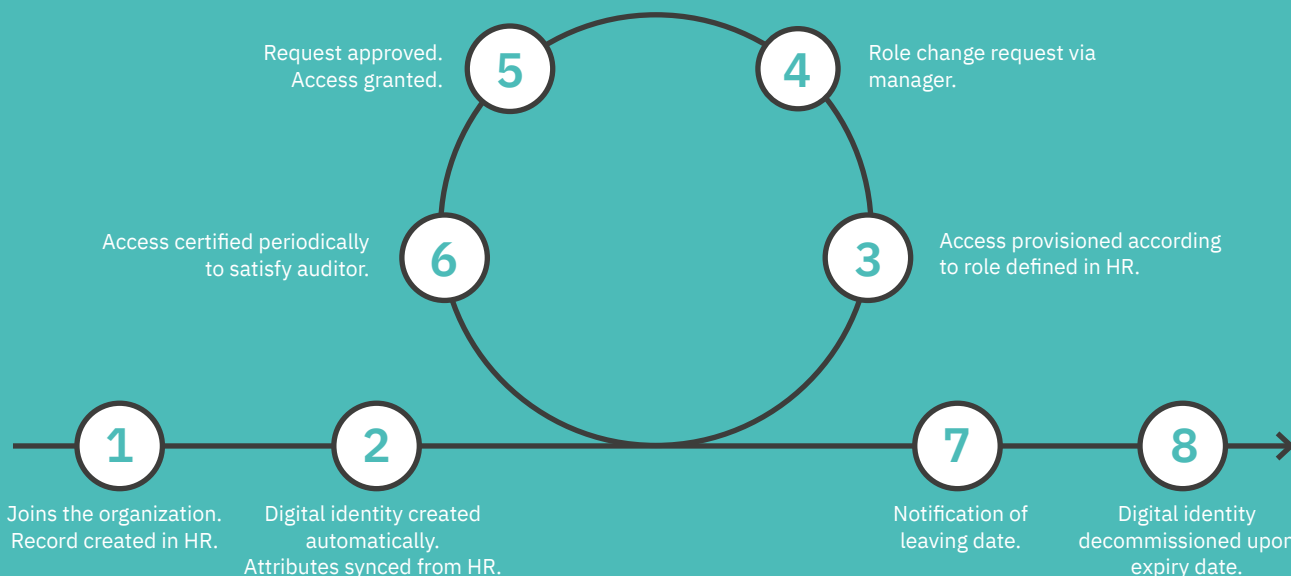 5
Request approved.
Access granted.
4
Role change request via
manager.
6
Access certified periodically
to satisfy auditor.
3
Access provisioned according
to role defined in HR.
1
Joins the organization.
Record created in HR.
2
Digital identity created
automatically.
Attributes synced from HR.
7
Notification of
leaving date.
8
Digital identity
decommissioned upon
expiry date.